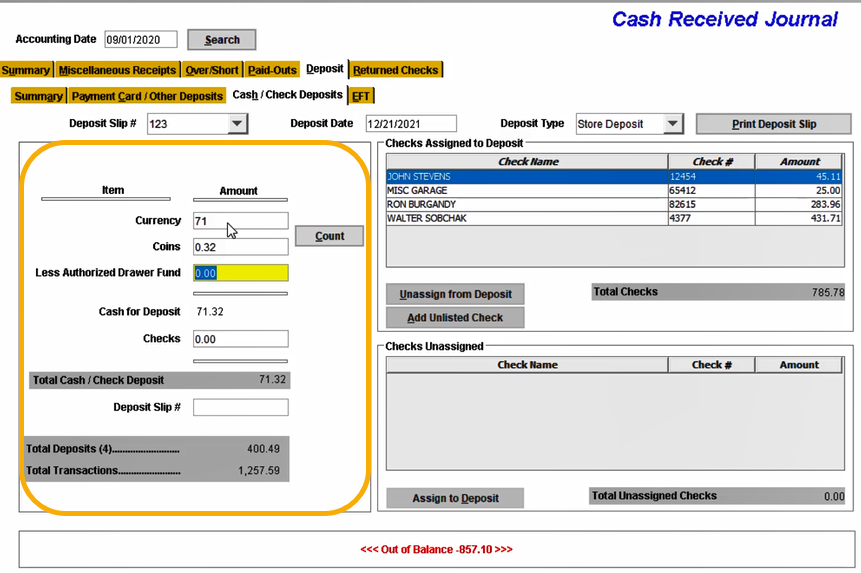 Cash Received Journal
Accounting Date 09/01/2020 Search
Summary Miscellaneous Receipts Over/Short Paid-Outs Deposit Returned Checks
Summary Payment Card / Other Deposits Cash / Check Deposits EFT
Deposit Slip # 123 Deposit Date 12/21/2021 Deposit Type Store Deposit Print Deposit Slip
Item Amount
Currency 71
Coins 0.32
Count
Less Authorized Drawer Fund 0.00
Cash for Deposit 71.32
Checks 0.00
Total Cash / Check Deposit 71.32
Deposit Slip #
Total Deposits (4)........................ 400.49
Total Transactions...................... 1,257.59
Checks Assigned to Deposit
Check Name Check # Amount
JOHN STEVENS 12454 45.11
MISC GARAGE 65412 25.00
RON BURGANDY 82615 283.96
WALTER SOBCHAK 4377 431.71
Unassign from Deposit Total Checks 785.78
Add Unlisted Check
Checks Unassigned
Check Name Check # Amount
Assign to Deposit Total Unassigned Checks 0.00
<<< Out of Balance -857.10 >>>